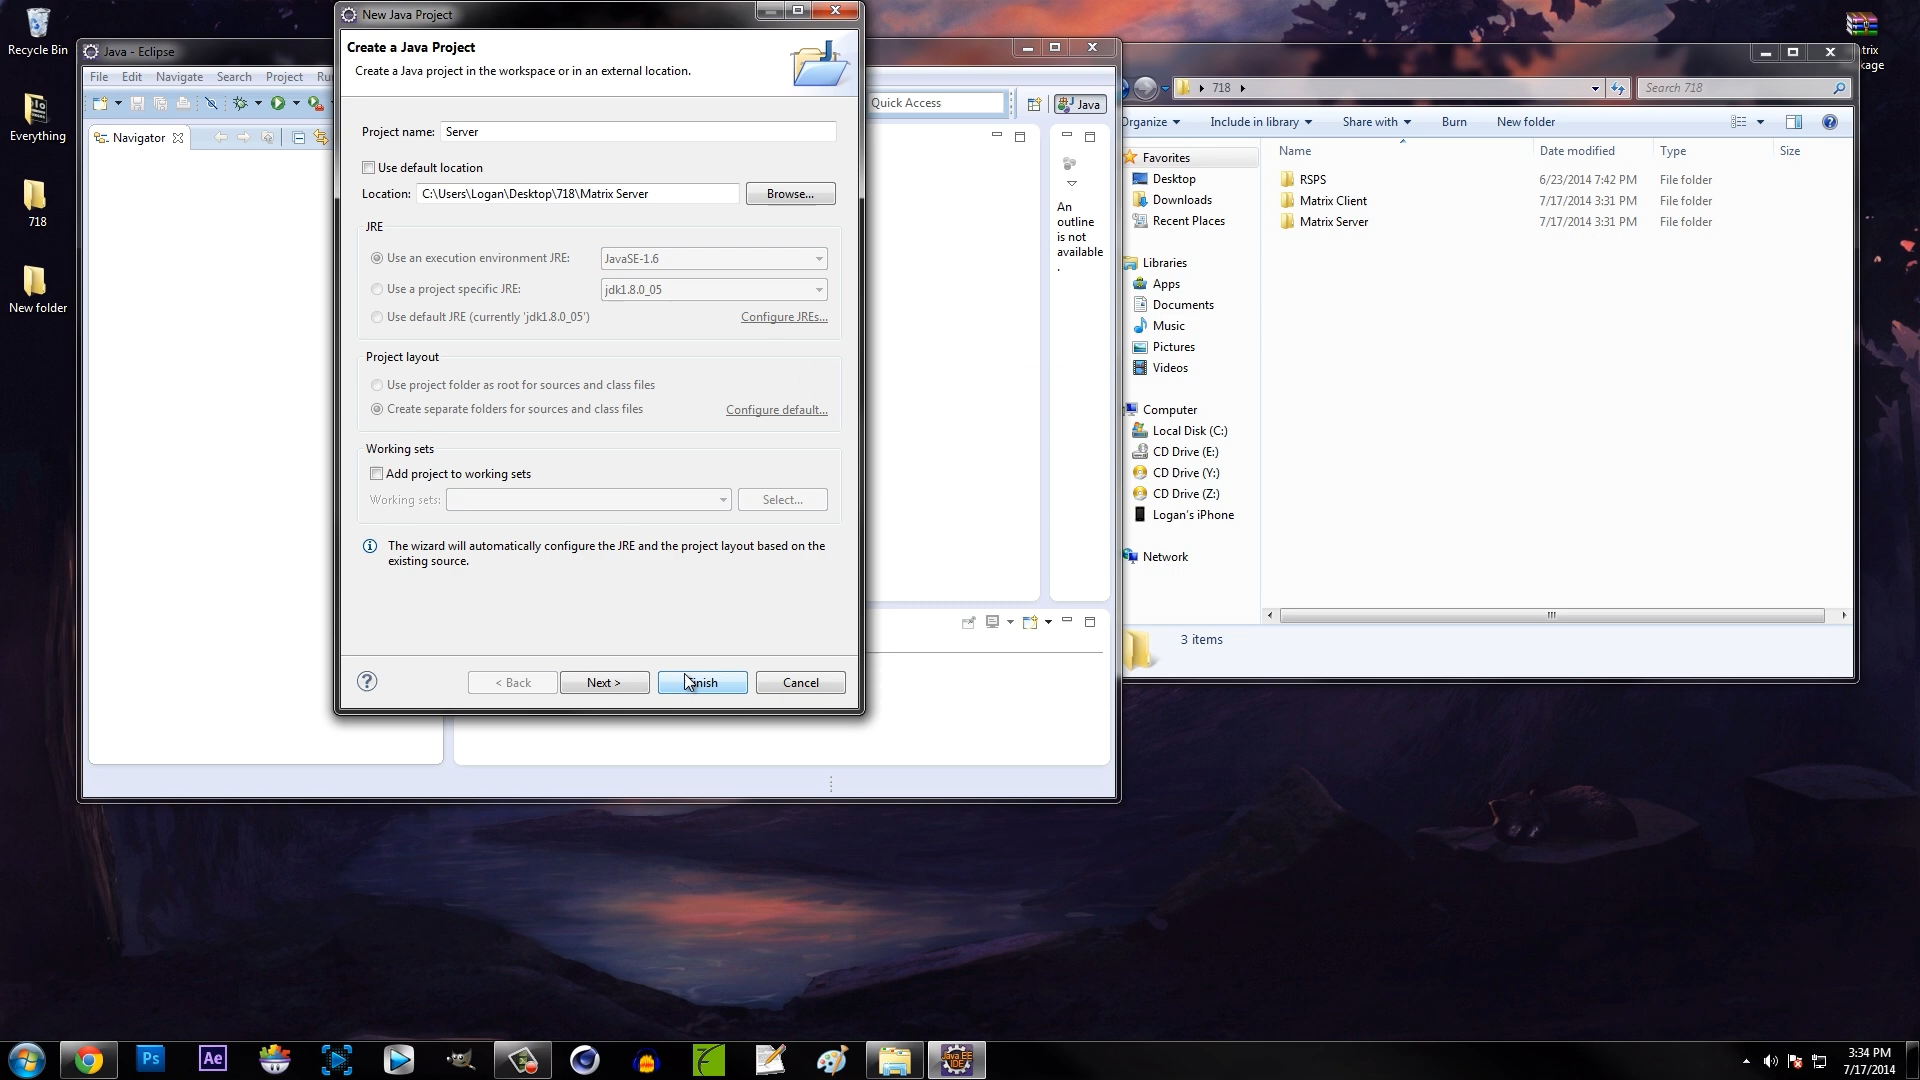 Recycle Bin
Everything
718
New folder
Java - Eclipse
File Edit Navigate Search Project
Navigator
New Java Project
Create a Java Project
Create a Java project in the workspace or in an external location.
Project name: Server
Use default location
Location: C:\Users\Logan\Desktop\718\Matrix Server Browse...
JRE
Use an execution environment JRE: JavaSE-1.6
Use a project specific JRE: jdk1.8.0_05
Use default JRE (currently 'jdk1.8.0_05') Configure JREs...
Project layout
Use project folder as root for sources and class files
Create separate folders for sources and class files Configure default...
Working sets
Add project to working sets
Working sets: Select...
The wizard will automatically configure the JRE and the project layout based on the
existing source.
< Back Next > Finish Cancel
Quick Access Java
An
outline
is not
available
.
718 Search 718
Organize Include in library Share with Burn New folder
Favorites
Desktop
Downloads
Recent Places
Libraries
Apps
Documents
Music
Pictures
Videos
Computer
Local Disk (C:)
CD Drive (E:)
CD Drive (Y:)
CD Drive (Z:)
Logan's iPhone
Network
Name Date modified Type Size
RSPS 6/23/2014 7:42 PM File folder
Matrix Client 7/17/2014 3:31 PM File folder
Matrix Server 7/17/2014 3:31 PM File folder
3 items
Ps Ae Java EE
IDE
3:34 PM
7/17/2014